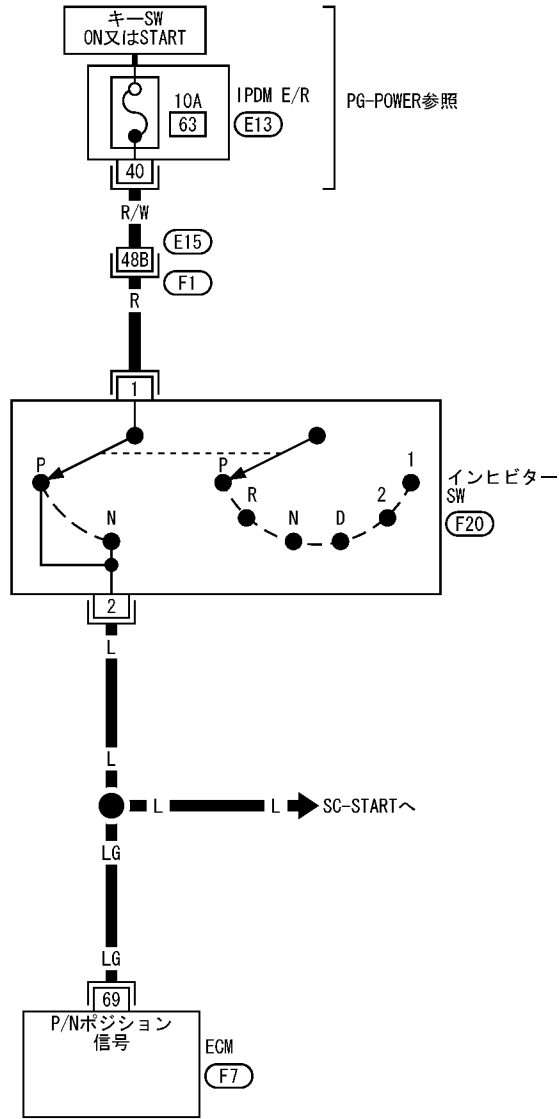 キーSW
ON又はSTART
10A
63
IPDM E/R
E13
PG-POWER参照
40
R/W
48B
E15
F1
R
1
P
N
P
R
N
D
2
1
インヒビター
SW
F20
2
L
L
L
L
SC-STARTへ
LG
LG
69
P/Nポジション
信号
ECM
F7